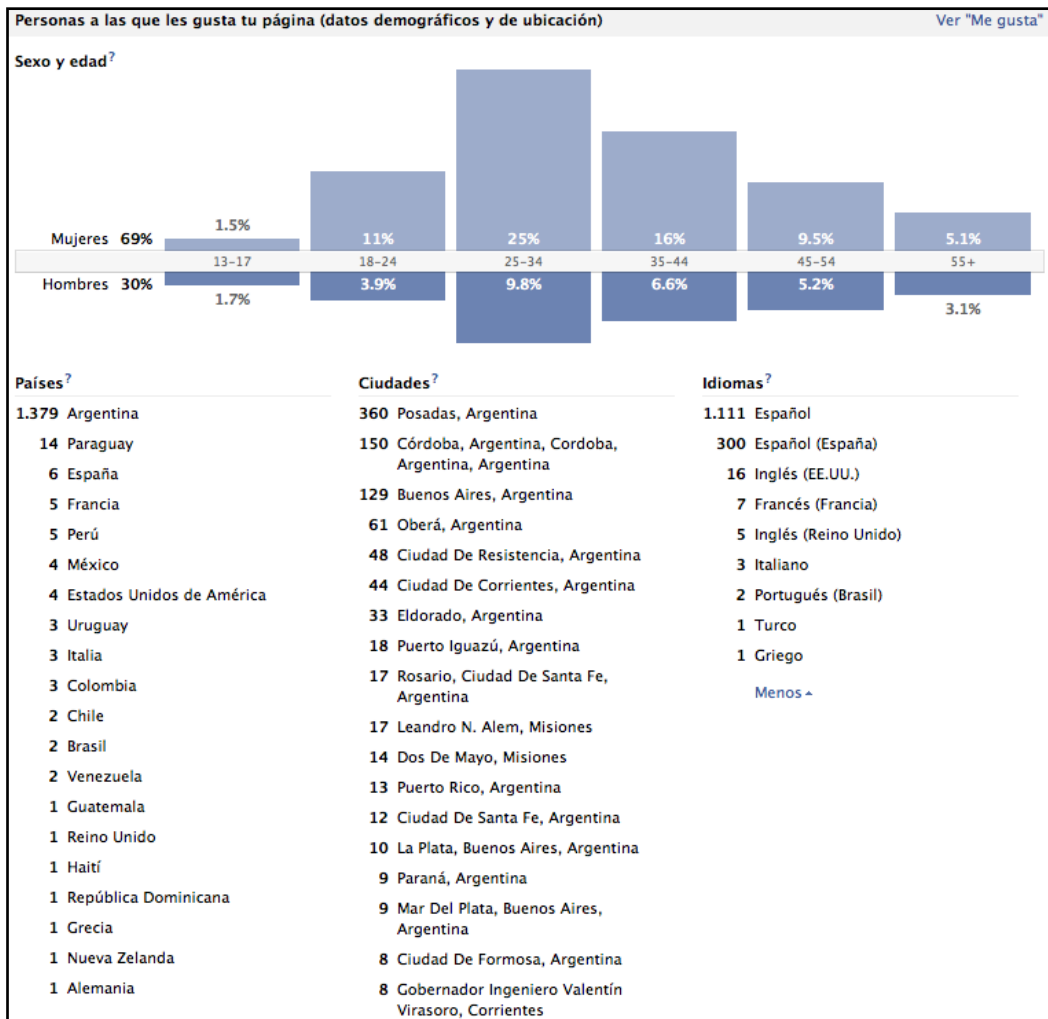 Personas a las que les gusta tu página (datos demográficos y de ubicación) Ver "Me gusta"
Sexo y edad?
1.5%
Mujeres 69% 11% 25% 16% 9.5% 5.1%
13-17 18-24 25-34 35-44 45-54 55+
Hombres 30% 3.9% 9.8% 6.6% 5.2%
1.7% 3.1%
Países?
1.379 Argentina
14 Paraguay
6 España
5 Francia
5 Perú
4 México
4 Estados Unidos de América
3 Uruguay
3 Italia
3 Colombia
2 Chile
2 Brasil
2 Venezuela
1 Guatemala
1 Reino Unido
1 Haití
1 República Dominicana
1 Grecia
1 Nueva Zelanda
1 Alemania
Ciudades?
360 Posadas, Argentina
150 Córdoba, Argentina, Cordoba,
Argentina, Argentina
129 Buenos Aires, Argentina
61 Oberá, Argentina
48 Ciudad De Resistencia, Argentina
44 Ciudad De Corrientes, Argentina
33 Eldorado, Argentina
18 Puerto Iguazú, Argentina
17 Rosario, Ciudad De Santa Fe,
Argentina
17 Leandro N. Alem, Misiones
14 Dos De Mayo, Misiones
13 Puerto Rico, Argentina
12 Ciudad De Santa Fe, Argentina
10 La Plata, Buenos Aires, Argentina
9 Paraná, Argentina
9 Mar Del Plata, Buenos Aires,
Argentina
8 Ciudad De Formosa, Argentina
8 Gobernador Ingeniero Valentín
Virasoro, Corrientes
Idiomas?
1.111 Español
300 Español (España)
16 Inglés (EE.UU.)
7 Francés (Francia)
5 Inglés (Reino Unido)
3 Italiano
2 Portugués (Brasil)
1 Turco
1 Griego
Menos